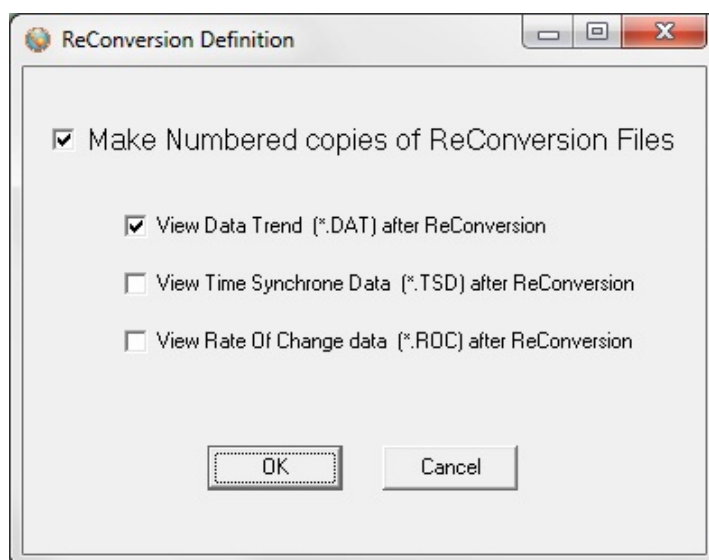 ReConversion Definition
Make Numbered copies of ReConversion Files
View Data Trend (*.DAT) after ReConversion
View Time Synchrone Data (*.TSD) after ReConversion
View Rate Of Change data (*.ROC) after ReConversion
OK Cancel